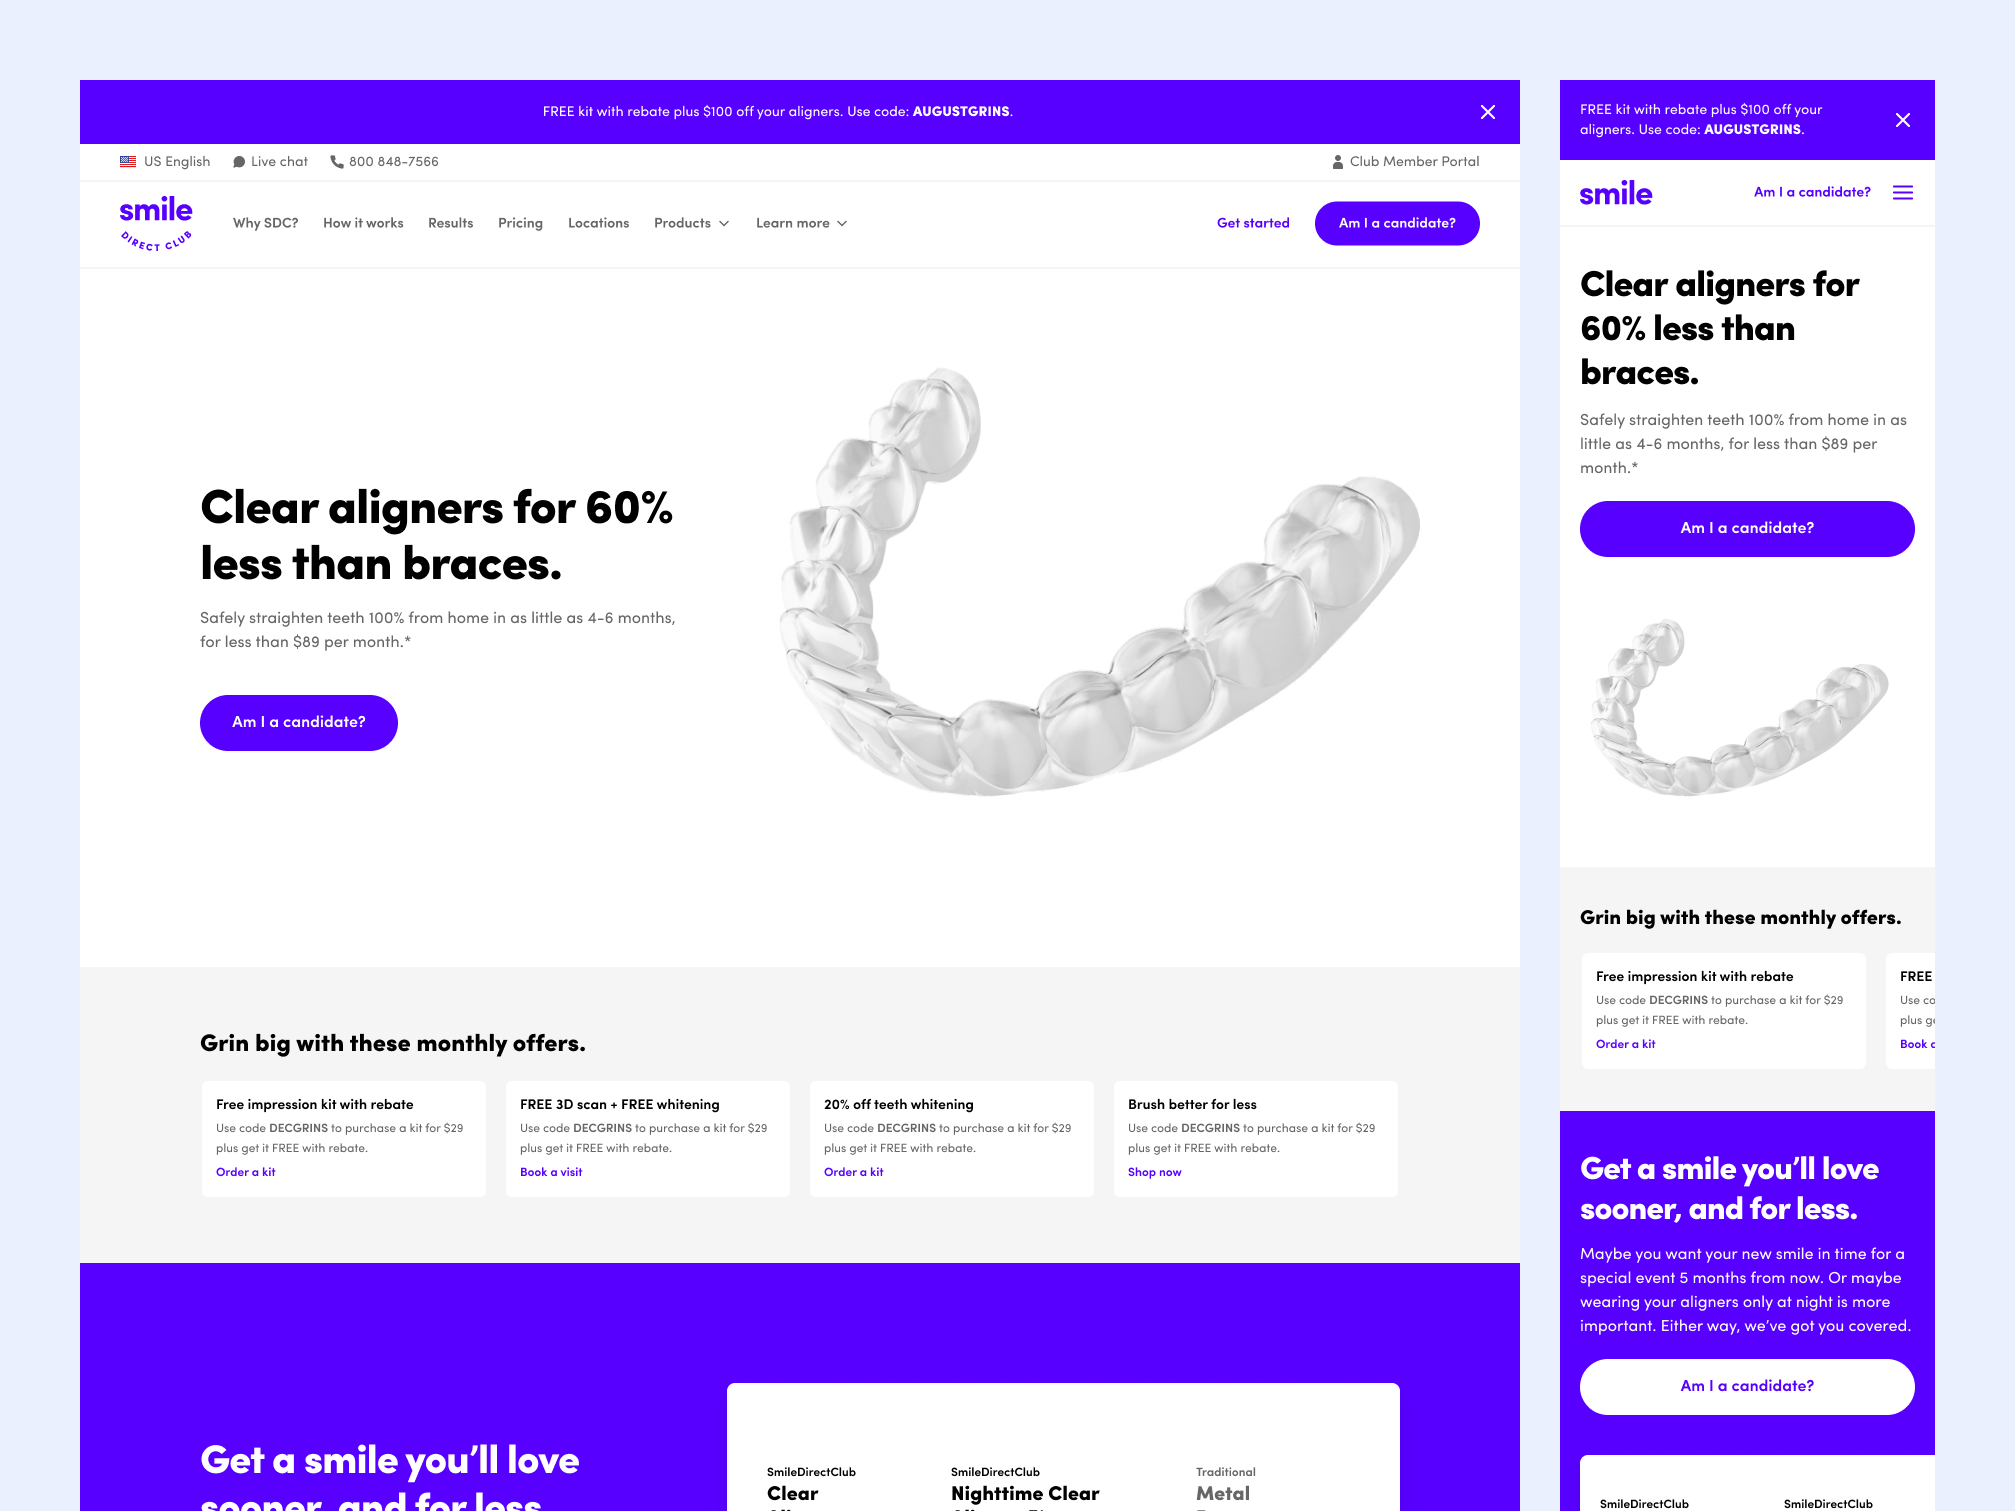 FREE kit with rebate plus $100 off your aligners. Use code: AUGUSTGRINS.
US English
Live chat
800 848-7566
Club Member Portal
smile
DIRECT CLUB
Why SDC?
How it works
Results
Pricing
Locations
Products
Learn more
Get started
Am I a candidate?
Clear aligners for 60%
less than braces.
Safely straighten teeth 100% from home in as little as 4-6 months,
for less than $89 per month.*
Am I a candidate?
Grin big with these monthly offers.
Free impression kit with rebate
Use code DECGRINS to purchase a kit for $29
plus get it FREE with rebate.
Order a kit
FREE 3D scan + FREE whitening
Use code DECGRINS to purchase a kit for $29
plus get it FREE with rebate.
Book a visit
20% off teeth whitening
Use code DECGRINS to purchase a kit for $29
plus get it FREE with rebate.
Order a kit
Brush better for less
Use code DECGRINS to purchase a kit for $29
plus get it FREE with rebate.
Shop now
Get a smile you’ll love
sooner, and for less.
SmileDirectClub
Clear
SmileDirectClub
Nighttime Clear
Traditional
Metal
FREE kit with rebate plus $100 off your
aligners. Use code: AUGUSTGRINS.
smile
Am I a candidate?
Clear aligners for
60% less than
braces.
Safely straighten teeth 100% from home in as
little as 4-6 months, for less than $89 per
month.*
Am I a candidate?
Grin big with these monthly offers.
Free impression kit with rebate
Use code DECGRINS to purchase a kit for $29
plus get it FREE with rebate.
Order a kit
FREE
Use
plus
Book
Get a smile you’ll love
sooner, and for less.
Maybe you want your new smile in time for a
special event 5 months from now. Or maybe
wearing your aligners only at night is more
important. Either way, we’ve got you covered.
Am I a candidate?
SmileDirectClub
SmileDirectClub